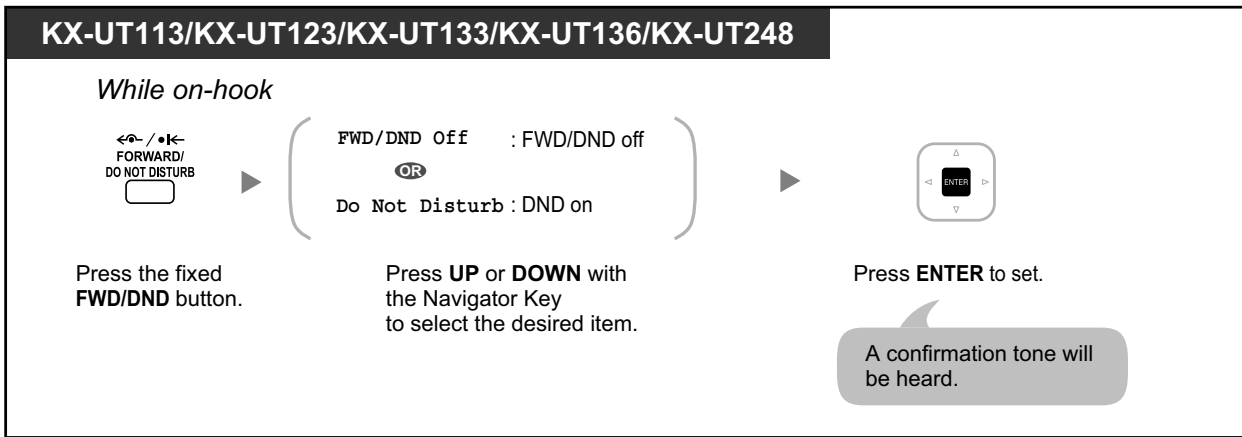 KX-UT113/KX-UT123/KX-UT133/KX-UT136/KX-UT248
While on-hook
FORWARD/
DO NOT DISTURB
FWD/DND Off : FWD/DND off
OR
Do Not Disturb : DND on
ENTER
Press the fixed
FWD/DND button.
Press UP or DOWN with
the Navigator Key
to select the desired item.
Press ENTER to set.
A confirmation tone will
be heard.